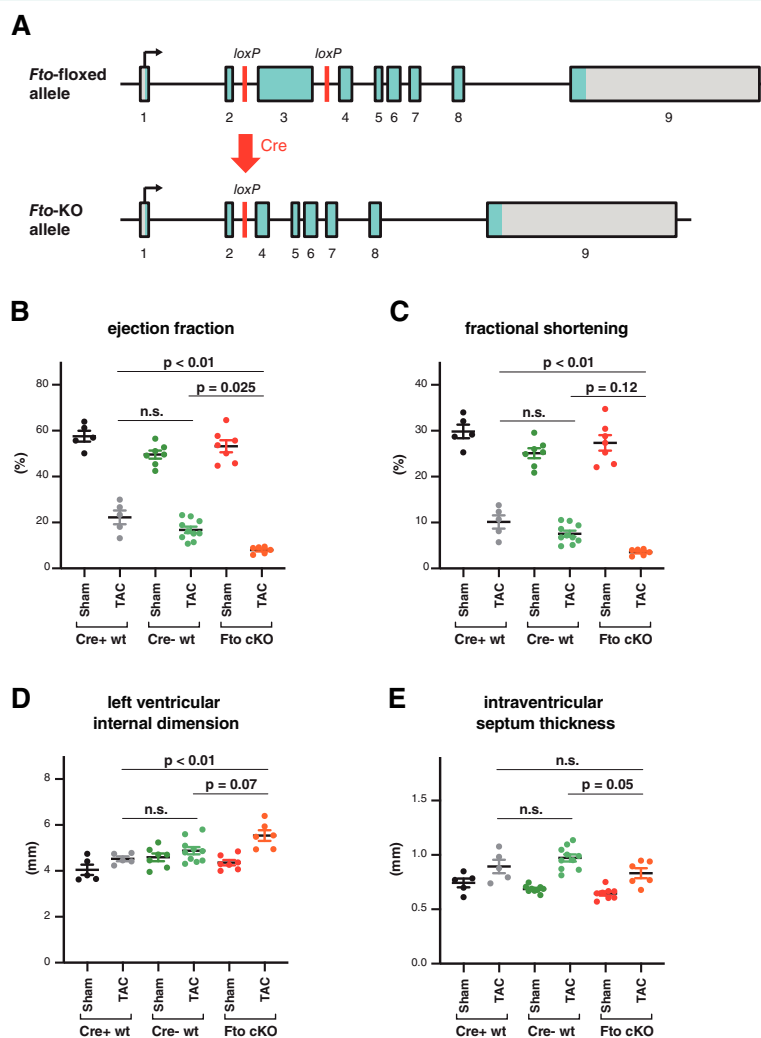 A
loxP loxP
Fto-floxed
allele
1 2 3 4 5 6 7 8 9
Cre
loxP
Fto-KO
allele
1 2 4 5 6 7 8 9
B
ejection fraction
p < 0.01
p = 0.025
n.s.
80
60
40
20
0
(%)
Sham TAC Sham TAC Sham TAC
Cre+ wt Cre- wt Fto cKO
C
fractional shortening
p < 0.01
p = 0.12
n.s.
40
30
20
10
0
(%)
Sham TAC Sham TAC Sham TAC
Cre+ wt Cre- wt Fto cKO
D
left ventricular
internal dimension
p < 0.01
p = 0.07
n.s.
8
6
4
2
0
(mm)
Sham TAC Sham TAC Sham TAC
Cre+ wt Cre- wt Fto cKO
E
intraventricular
septum thickness
n.s.
p = 0.05
n.s.
1.5
1.0
0.5
0.0
(mm)
Sham TAC Sham TAC Sham TAC
Cre+ wt Cre- wt Fto cKO